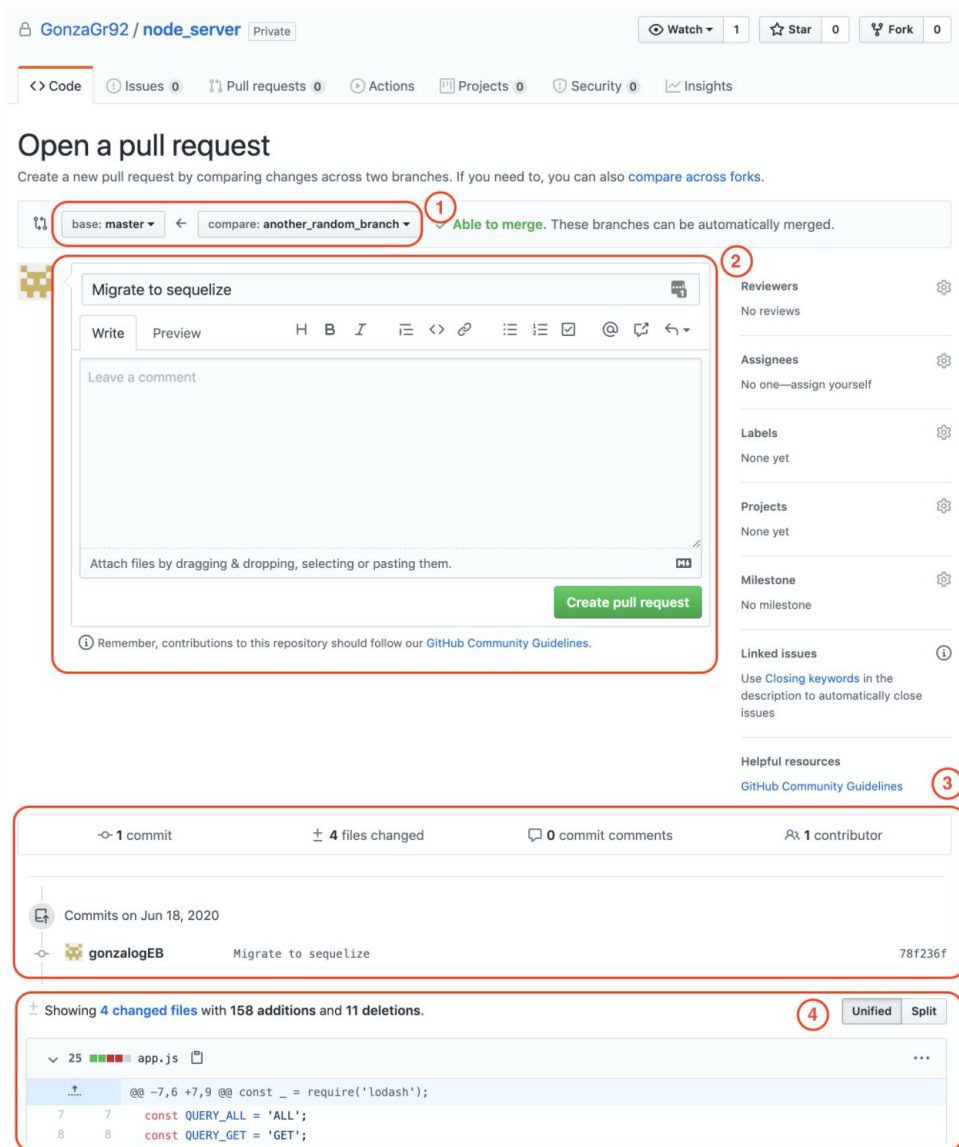 GonzaGr92 / node_server Private Watch 1 Star 0 Fork 0
<> Code Issues 0 Pull requests 0 Actions Projects 0 Security 0 Insights
Open a pull request
Create a new pull request by comparing changes across two branches. If you need to, you can also compare across forks.
1
base: master ← compare: another_random_branch ✓ Able to merge. These branches can be automatically merged.
2
Migrate to sequelize
1
Write Preview H B I <> @
Leave a comment
Attach files by dragging & dropping, selecting or pasting them.
Create pull request
Remember, contributions to this repository should follow our GitHub Community Guidelines.
Reviewers
No reviews
Assignees
No one—assign yourself
Labels
None yet
Projects
None yet
Milestone
No milestone
Linked issues
Use Closing keywords in the
description to automatically close
issues
Helpful resources
GitHub Community Guidelines
3
1 commit 4 files changed 0 commit comments 1 contributor
Commits on Jun 18, 2020
gonzalogEB Migrate to sequelize 78f236f
Showing 4 changed files with 158 additions and 11 deletions. 4 Unified Split
25 app.js ...
@@ -7,6 +7,9 @@ const _ = require('lodash');
7 7 const QUERY_ALL = 'ALL';
8 8 const QUERY_GET = 'GET';